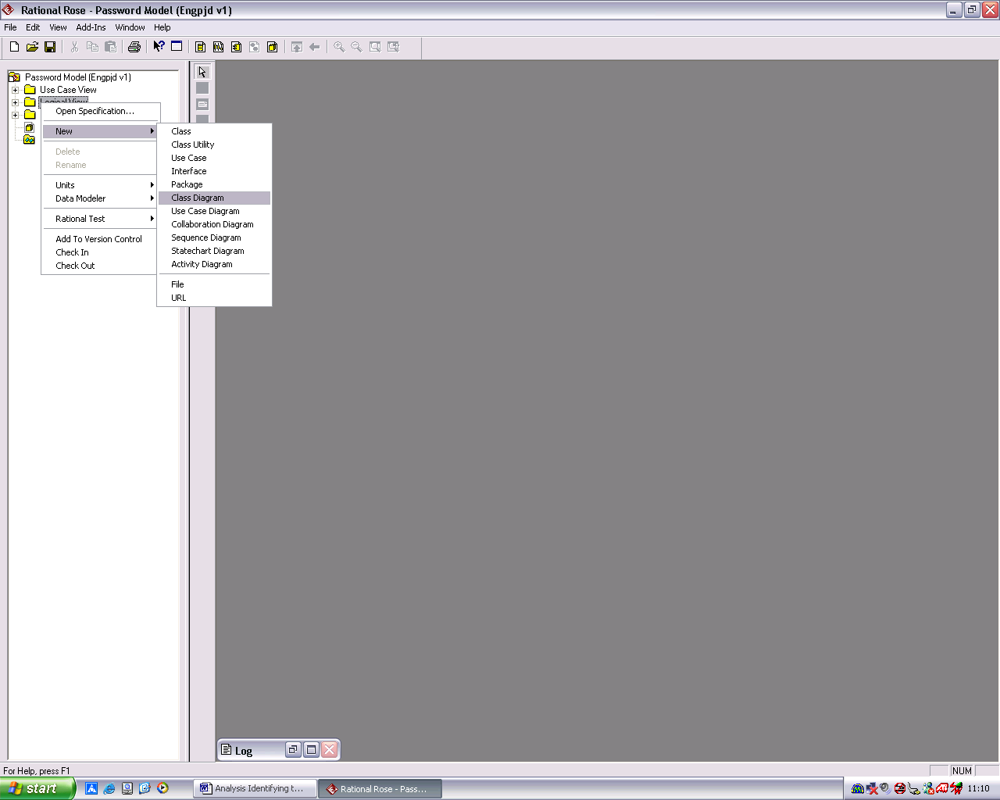 Rational Rose - Password Model (Engpjd v1)
File Edit View Add-Ins Window Help
Password Model (Engpjd v1)
Use Case View
Logical View
Open Specification...
New
Delete
Rename
Units
Data Modeler
Rational Test
Add To Version Control
Check In
Check Out
Class
Class Utility
Use Case
Interface
Package
Class Diagram
Use Case Diagram
Collaboration Diagram
Sequence Diagram
Statechart Diagram
Activity Diagram
File
URL
Log
For Help, press F1
NUM
start
Analysis Identifying t...
Rational Rose - Pass...
11:10